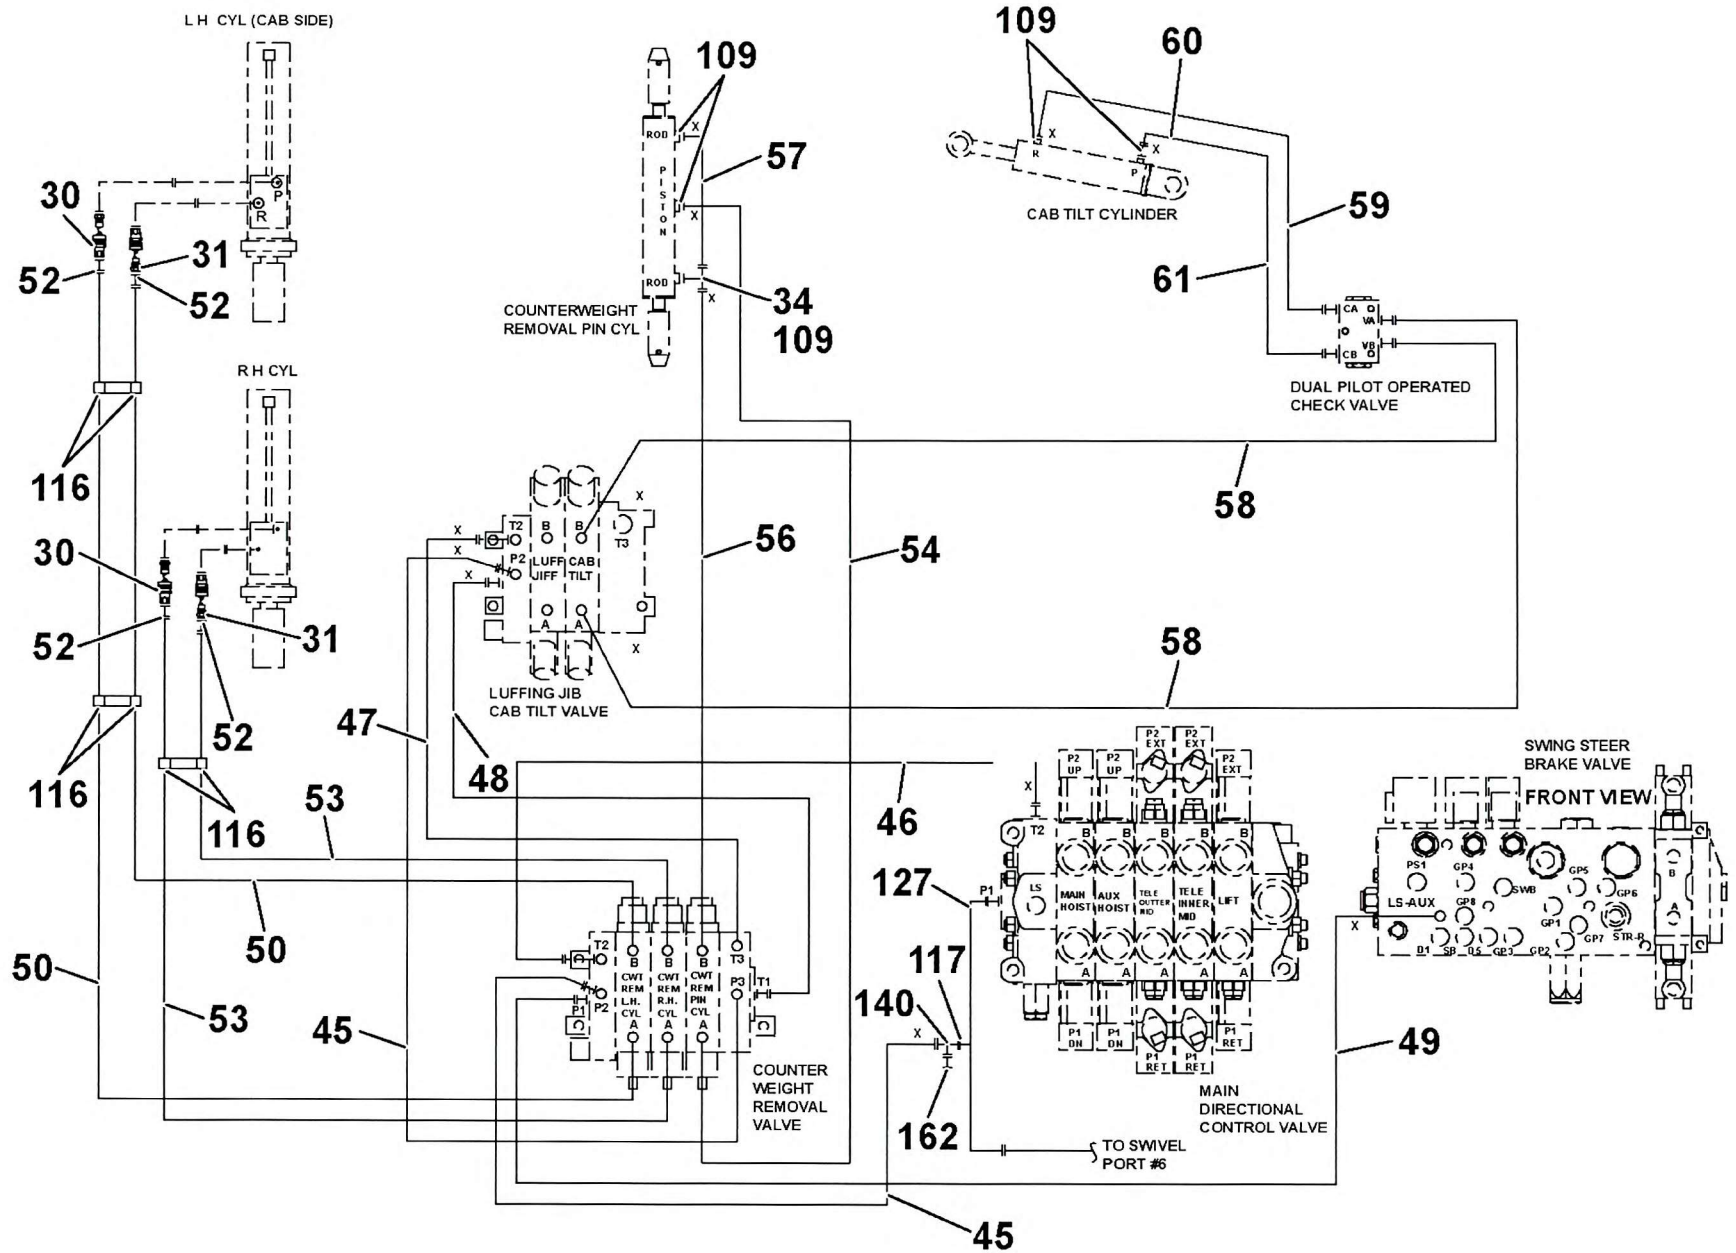 L H CYL (CAB SIDE)
30
52
31
52
P
R
116
R H CYL
30
52
31
52
116
116
50
53
53
50
109
ROD
PISTON
ROD
X
X
X
57
34
109
COUNTERWEIGHT
REMOVAL PIN CYL
109
60
X
X
R
P
CAB TILT CYLINDER
59
61
CA
VA
VB
CB
DUAL PILOT OPERATED
CHECK VALVE
58
58
56
54
X
X
X
X
X
T2
P2
B
B
T3
LUFF
JIFF
CAB
TILT
A
A
LUFFING JIB
CAB TILT VALVE
47
48
45
46
T2
P1
P2
B
B
B
T3
P3
T1
CWT
REM
L.H.
CYL
CWT
REM
R.H.
CYL
CWT
REM
PIN
CYL
A
A
A
COUNTER
WEIGHT
REMOVAL
VALVE
127
117
140
162
X
45
TO SWIVEL
PORT #6
P2
UP
P2
UP
P2
EXT
P2
EXT
P2
EXT
X
T2
P1
LS
B
B
B
B
B
MAIN
HOIST
AUX
HOIST
TELE
OUTTER
MID
TELE
INNER
MID
LIFT
A
A
A
A
A
P1
DN
P1
DN
P1
RET
P1
RET
P1
RET
MAIN
DIRECTIONAL
CONTROL VALVE
49
X
SWING STEER
BRAKE VALVE
FRONT VIEW
PS1
GP4
SWB
GP5
GP6
LS-AUX
GP8
GP1
GP7
STR-R
D1
SB
DS
GP3
GP2
B
A